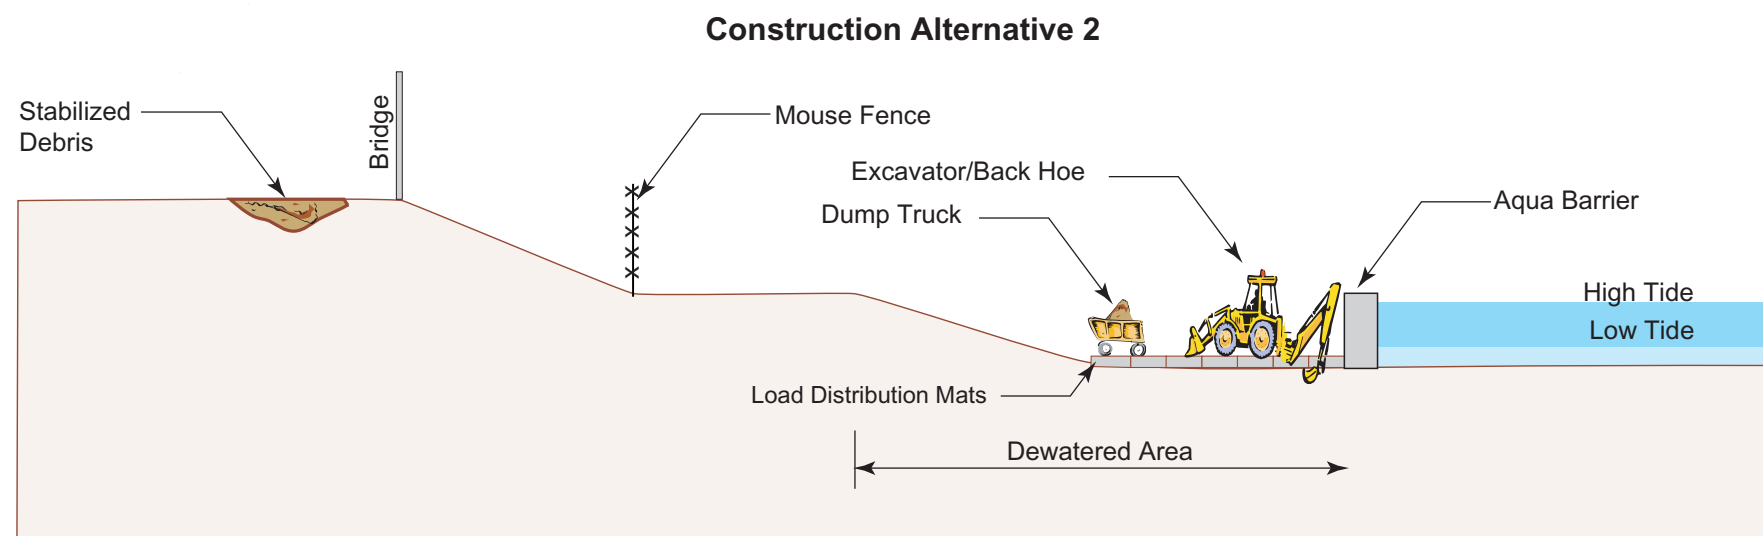 Construction Alternative 2
Stabilized
Debris
Bridge
Mouse Fence
Excavator/Back Hoe
Dump Truck
Aqua Barrier
High Tide
Low Tide
Load Distribution Mats
Dewatered Area